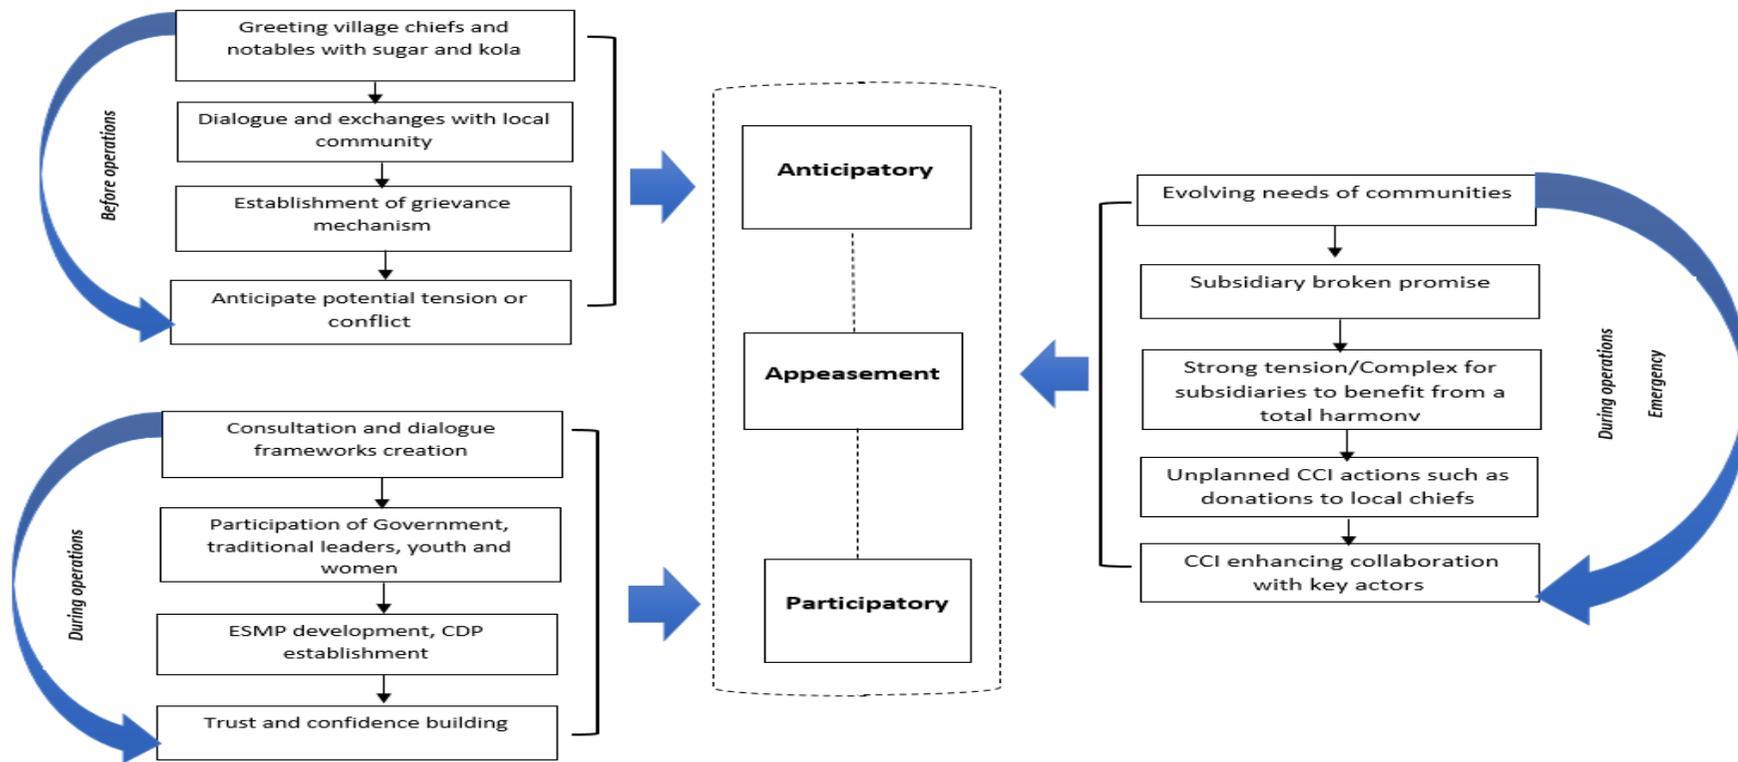 Before operations
Greeting village chiefs and
notables with sugar and kola
Dialogue and exchanges with local
community
Establishment of grievance
mechanism
Anticipate potential tension or
conflict
During operations
Consultation and dialogue
frameworks creation
Participation of Government,
traditional leaders, youth and
women
ESMP development, CDP
establishment
Trust and confidence building
Anticipatory
Appeasement
Participatory
Evolving needs of communities
Subsidiary broken promise
Strong tension/Complex for
subsidiaries to benefit from a
total harmony
Unplanned CCI actions such as
donations to local chiefs
CCI enhancing collaboration
with key actors
During operations
Emergency